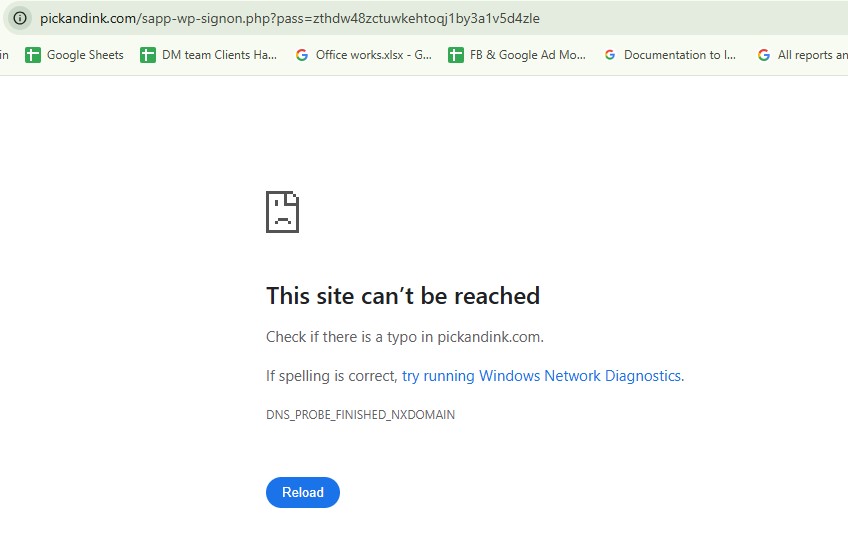 pickandink.com/sapp-wp-signon.php?pass=zthdw48zctuwkehtoqj1by3a1v5d4zle
in Google Sheets DM team Clients Ha... Office works.xlsx - G... FB & Google Ad Mo... Documentation to I... All reports an
This site can’t be reached
Check if there is a typo in pickandink.com.
If spelling is correct, try running Windows Network Diagnostics.
DNS_PROBE_FINISHED_NXDOMAIN
Reload